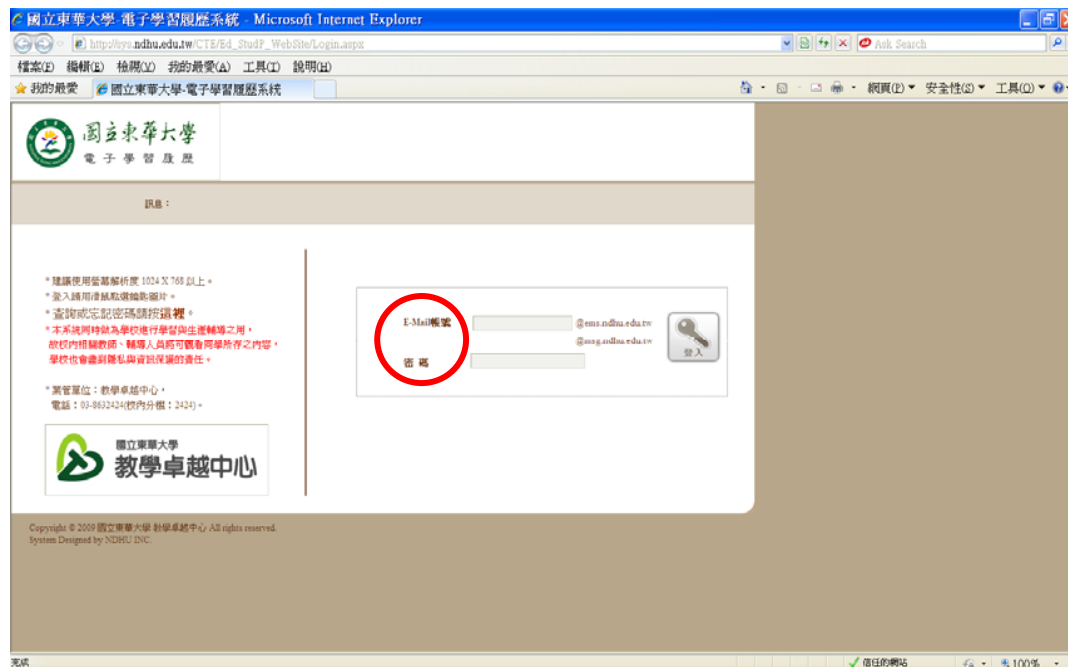 國立東華大學-電子學習履歷系統 - Microsoft Internet Explorer
http://sys.ndhu.edu.tw/CTE/Ed_StudP_WebSite/Login.aspx
Ask Search
檔案(F) 編輯(E) 檢視(V) 我的最愛(A) 工具(T) 說明(H)
我的最愛 國立東華大學-電子學習履歷系統
網頁(P) 安全性(S) 工具(O)
國立東華大學
電子學習履歷
訊息：
*建議使用螢幕解析度 1024 X 768 以上。
*登入請用滑鼠點選鑰匙圖片。
*查詢或忘記密碼請按這裡。
*本系統同時做為學校進行學習與生涯輔導之用，
故校內相關教師、輔導人員將可觀看同學所存之內容，
學校也會盡到隱私與資訊保護的責任。
*業管單位：教學卓越中心，
電話：03-8632424(校內分機：2424)。
國立東華大學
教學卓越中心
E-Mail帳號
@ems.ndhu.edu.tw
@msg.ndhu.edu.tw
密 碼
登入
Copyright © 2009 國立東華大學 教學卓越中心 All rights reserved.
System Designed by NDHU INC.
完成
信任的網站
100%